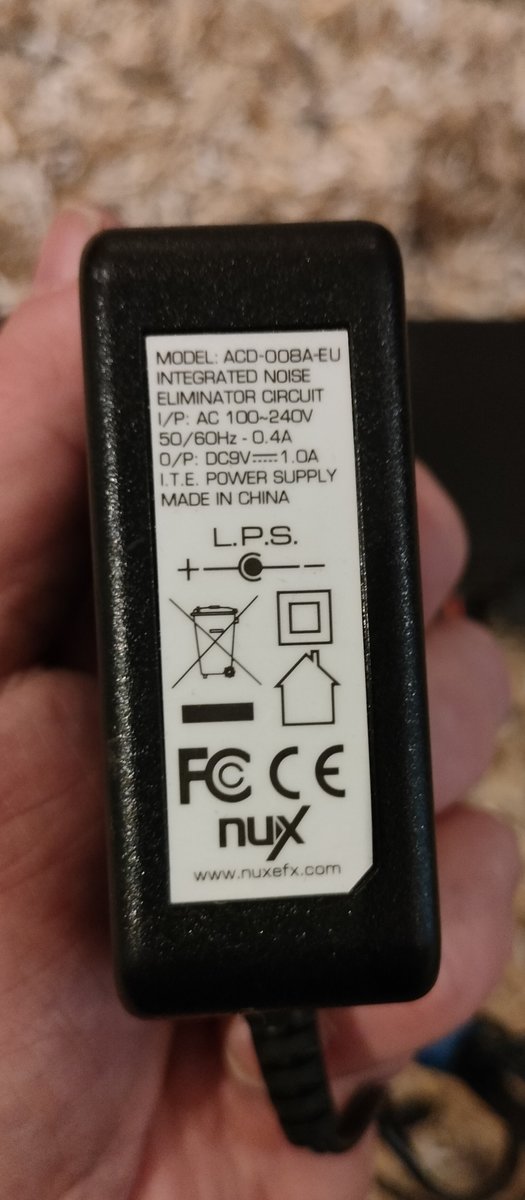 MODEL: ACD-008A-EU
INTEGRATED NOISE
ELIMINATOR CIRCUIT
I/P: AC 100~240V
50/60Hz - 0.4A
O/P: DC9V⎓1.0A
I.T.E. POWER SUPPLY
MADE IN CHINA
L.P.S.
+ −
FC CE
nux
www.nuxefx.com